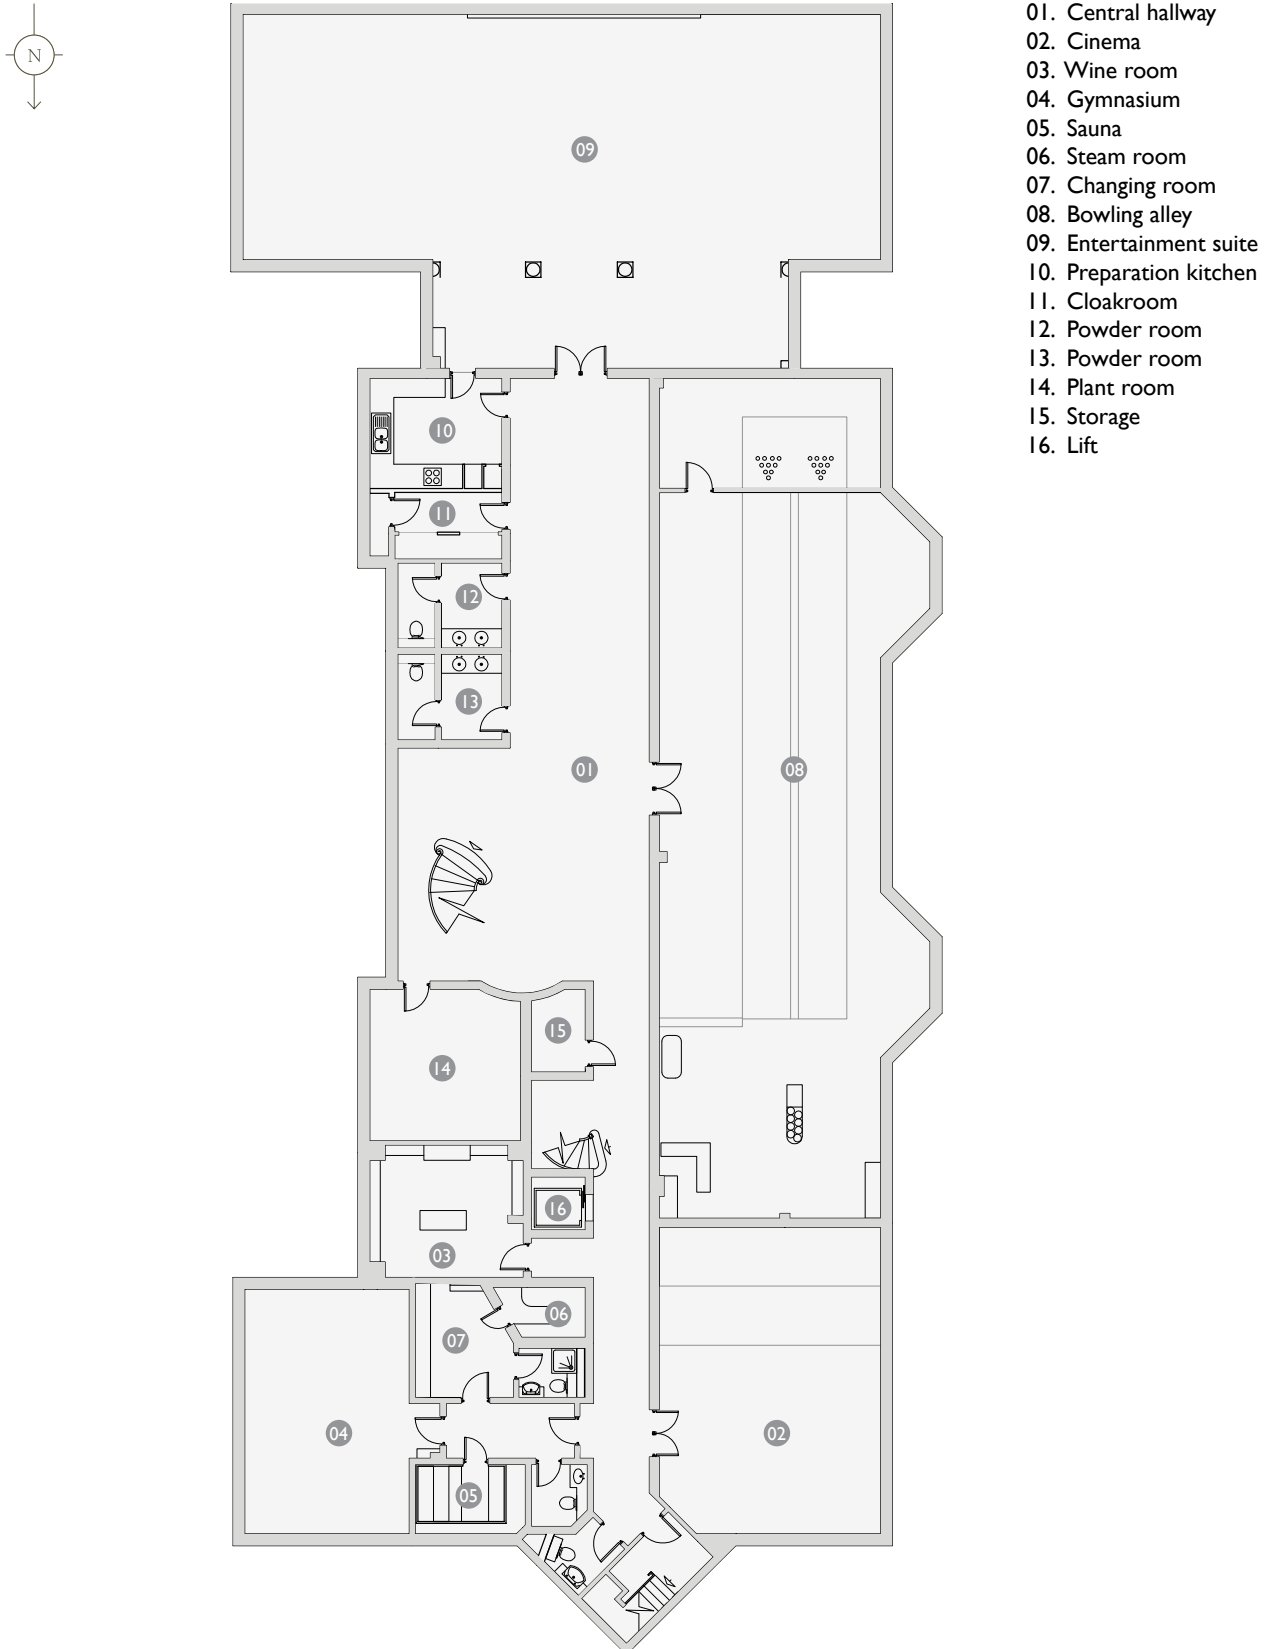 N
01. Central hallway
02. Cinema
03. Wine room
04. Gymnasium
05. Sauna
06. Steam room
07. Changing room
08. Bowling alley
09. Entertainment suite
10. Preparation kitchen
11. Cloakroom
12. Powder room
13. Powder room
14. Plant room
15. Storage
16. Lift
09
10
11
12
13
01
08
15
14
16
03
06
07
04
02
05